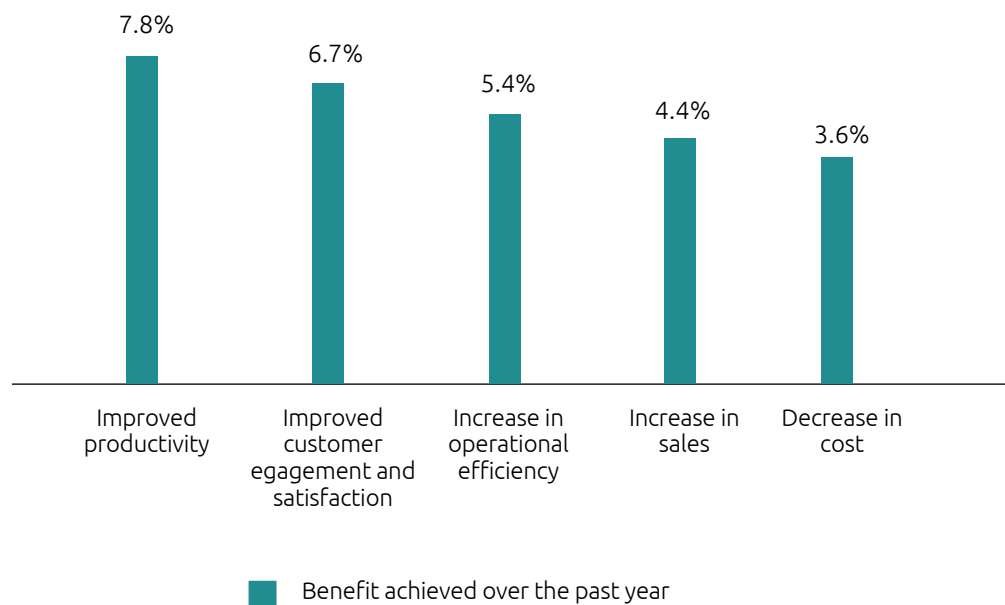 7.8%
6.7%
5.4%
4.4%
3.6%
Improved
productivity
Improved
customer
egagement and
satisfaction
Increase in
operational
efficiency
Increase in
sales
Decrease in
cost
Benefit achieved over the past year